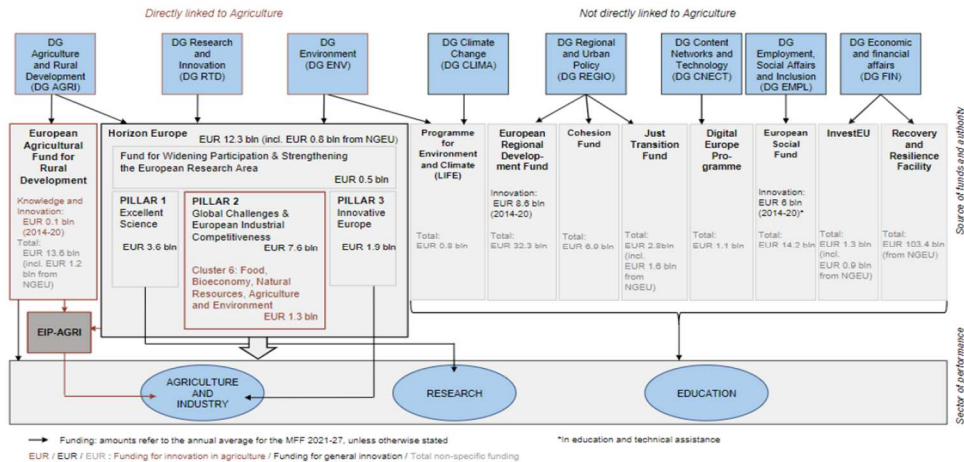 Directly linked to Agriculture
Not directly linked to Agriculture
DG
Agriculture
and Rural
Development
(DG AGRI)
DG Research
and
Innovation
(DG RTD)
DG
Environment
(DG ENV)
DG Climate
Change
(DG CLIMA)
DG Regional
and Urban
Policy
(DG REGIO)
DG Content
Networks and
Technology
(DG CNECT)
DG
Employment,
Social Affairs
and Inclusion
(DG EMPL)
DG Economic
and financial
affairs
(DG FIN)
Source of funds and authority
European
Agricultural
Fund for
Rural
Development
Knowledge and
Innovation:
EUR 0.1 bln
(2014-20)
Total:
EUR 13.6 bln
(incl. EUR 1.2
bln from
NGEU)
Horizon Europe
EUR 12.3 bln (incl. EUR 0.8 bln from NGEU)
Fund for Widening Participation & Strengthening
the European Research Area
EUR 0.5 bln
PILLAR 1
Excellent
Science
EUR 3.6 bln
PILLAR 2
Global Challenges &
European Industrial
Competitiveness
EUR 7.6 bln
Cluster 6: Food,
Bioeconomy, Natural
Resources, Agriculture
and Environment
EUR 1.3 bln
PILLAR 3
Innovative
Europe
EUR 1.9 bln
Programme
for
Environment
and Climate
(LIFE)
Total:
EUR 0.8 bln
European
Regional
Develop-
ment Fund
Innovation:
EUR 8.6 bln
(2014-20)
Total:
EUR 32.3 bln
Cohesion
Fund
Total:
EUR 6.9 bln
Just
Transition
Fund
Total:
EUR 2.8bln
(incl.
EUR 1.6 bln
from
NGEU)
Digital
Europe Pro-
gramme
Total:
EUR 1.1 bln
European
Social
Fund
Innovation:
EUR 6 bln
(2014-20)*
Total:
EUR 14.2 bln
InvestEU
Total:
EUR 1.3 bln
(incl.
EUR 0.9 bln
from NGEU)
Recovery
and
Resilience
Facility
Total:
EUR 103.4 bln
(from NGEU)
EIP-AGRI
AGRICULTURE
AND
INDUSTRY
RESEARCH
EDUCATION
Sector of performance
Funding: amounts refer to the annual average for the MFF 2021-27, unless otherwise stated
*In education and technical assistance
EUR / EUR / EUR : Funding for innovation in agriculture / Funding for general innovation / Total non-specific funding